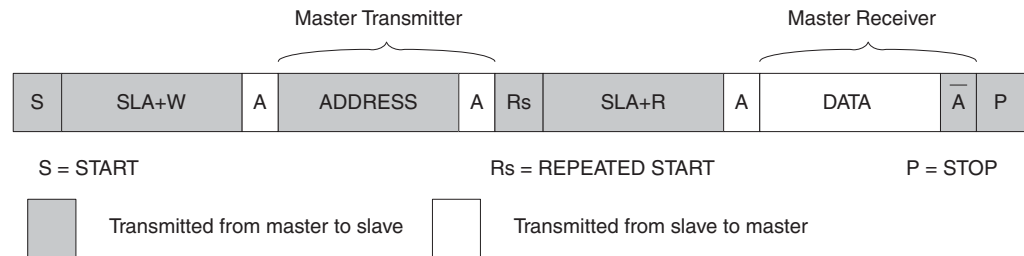 Master Transmitter Master Receiver
S SLA+W A ADDRESS A Rs SLA+R A DATA A̅ P
S = START Rs = REPEATED START P = STOP
Transmitted from master to slave Transmitted from slave to master